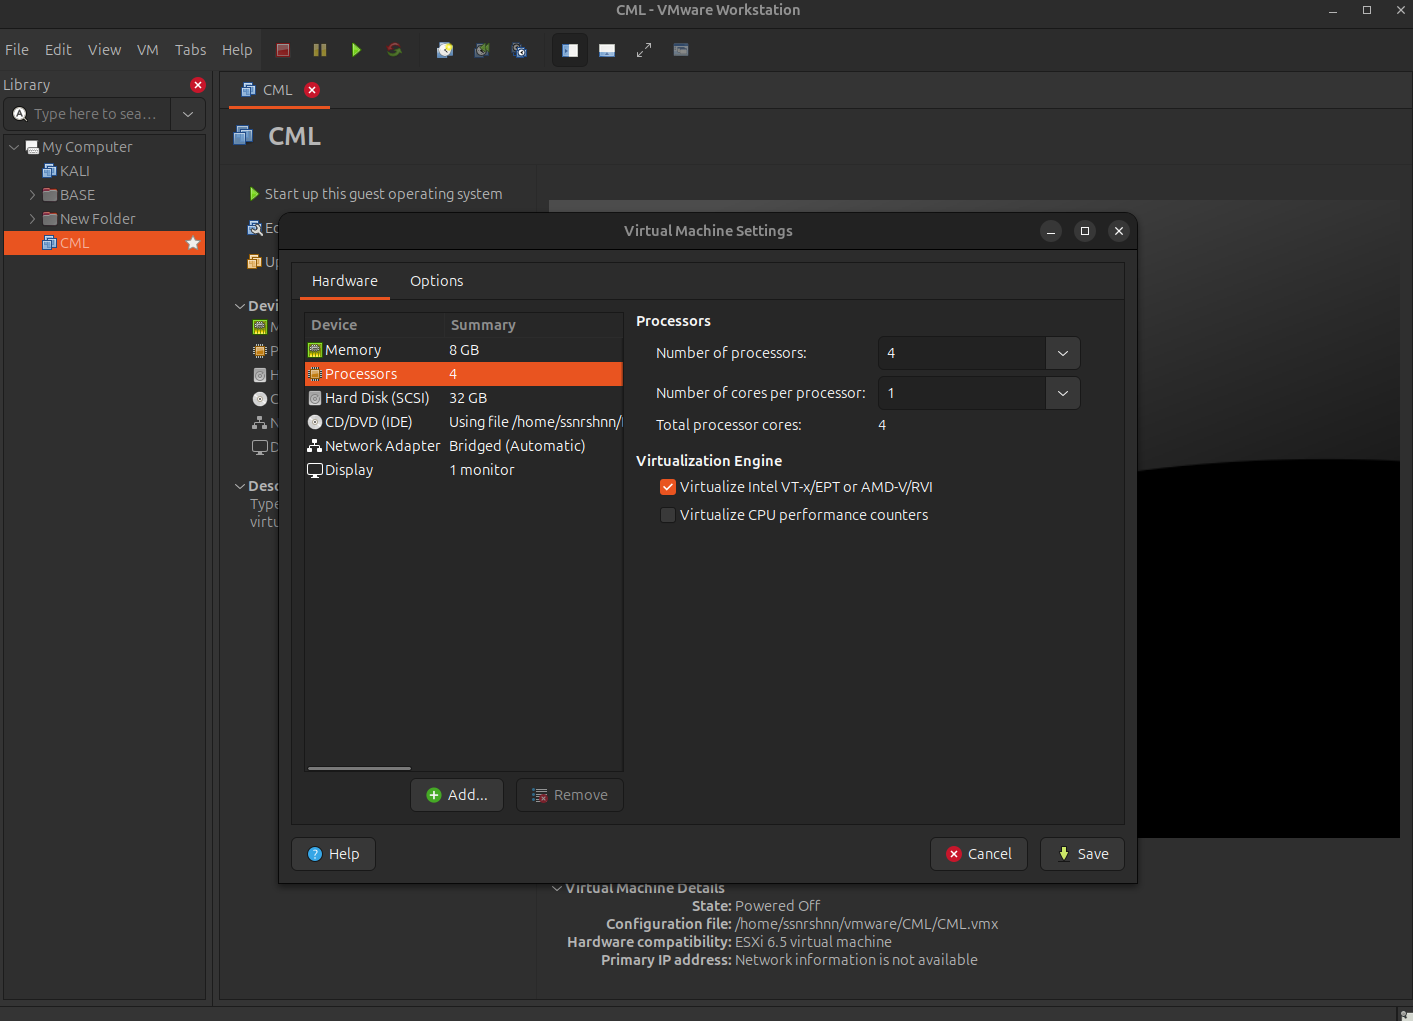 CML - VMware Workstation
File Edit View VM Tabs Help
Library
CML
Type here to sea...
CML
My Computer
KALI
BASE
New Folder
CML
Start up this guest operating system
Ed
Up
Devi
M
P
H
C
N
D
Desc
Type
virtu
Virtual Machine Settings
Hardware Options
Device Summary
Memory 8 GB
Processors 4
Hard Disk (SCSI) 32 GB
CD/DVD (IDE) Using file /home/ssnrshnn/
Network Adapter Bridged (Automatic)
Display 1 monitor
Processors
Number of processors: 4
Number of cores per processor: 1
Total processor cores: 4
Virtualization Engine
Virtualize Intel VT-x/EPT or AMD-V/RVI
Virtualize CPU performance counters
Add... Remove
Help Cancel Save
Virtual Machine Details
State: Powered Off
Configuration file: /home/ssnrshnn/vmware/CML/CML.vmx
Hardware compatibility: ESXi 6.5 virtual machine
Primary IP address: Network information is not available